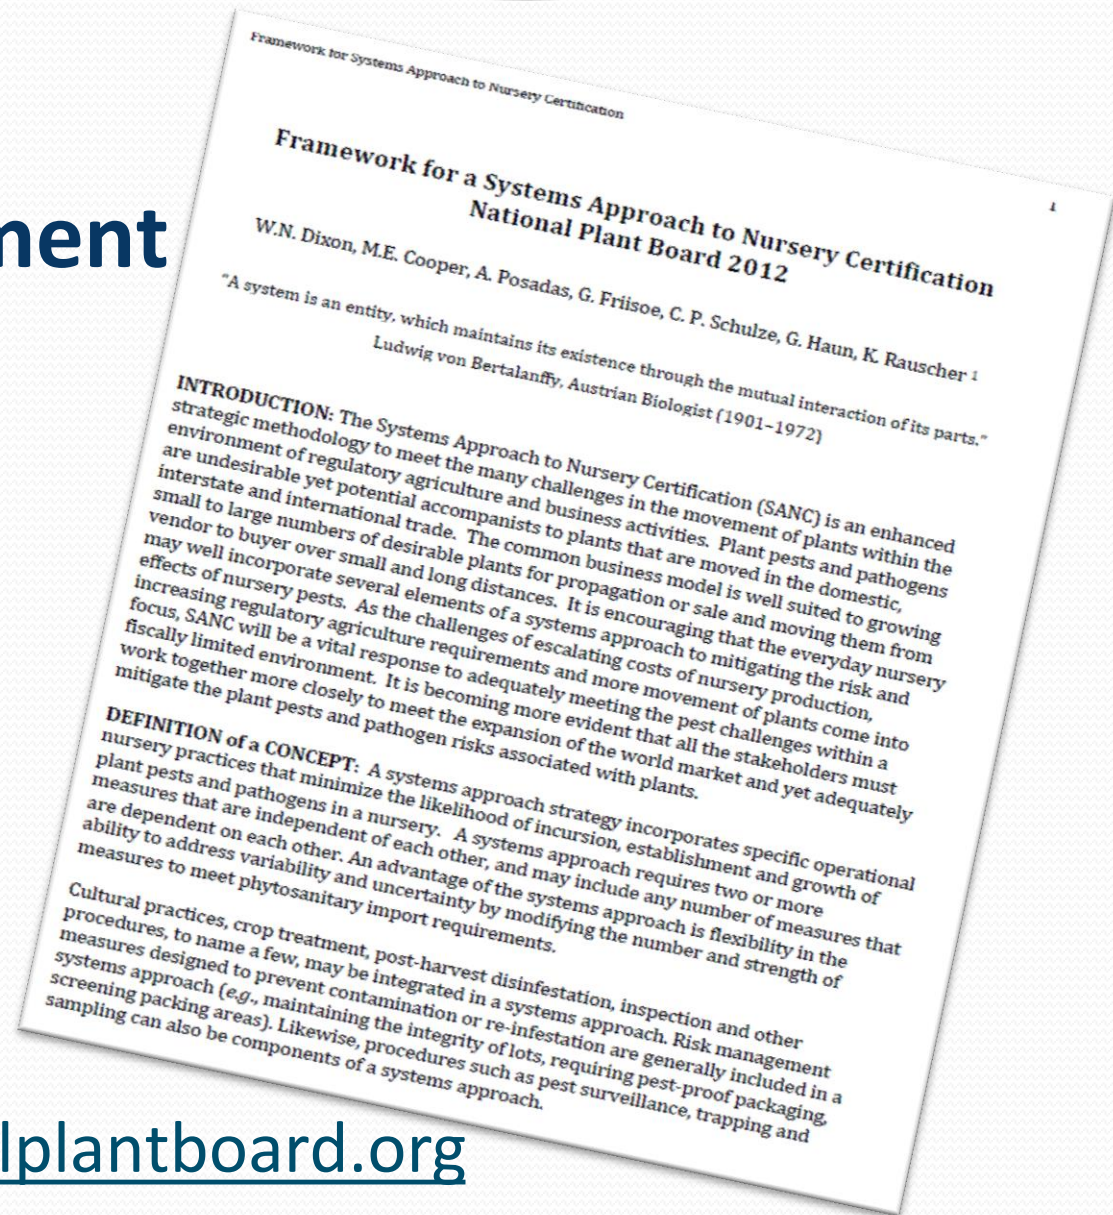 ment
Framework for Systems Approach to Nursery Certification
1
Framework for a Systems Approach to Nursery Certification
National Plant Board 2012
W.N. Dixon, M.E. Cooper, A. Posadas, G. Friisoe, C. P. Schulze, G. Haun, K. Rauscher 1
"A system is an entity, which maintains its existence through the mutual interaction of its parts."
Ludwig von Bertalanffy, Austrian Biologist (1901–1972)
INTRODUCTION: The Systems Approach to Nursery Certification (SANC) is an enhanced
strategic methodology to meet the many challenges in the movement of plants within the
environment of regulatory agriculture and business activities. Plant pests and pathogens
are undesirable yet potential accompanists to plants that are moved in the domestic,
interstate and international trade. The common business model is well suited to growing
small to large numbers of desirable plants for propagation or sale and moving them from
vendor to buyer over small and long distances. It is encouraging that the everyday nursery
may well incorporate several elements of a systems approach to mitigating the risk and
effects of nursery pests. As the challenges of escalating costs of nursery production,
increasing regulatory agriculture requirements and more movement of plants come into
focus, SANC will be a vital response to adequately meeting the pest challenges within a
fiscally limited environment. It is becoming more evident that all the stakeholders must
work together more closely to meet the expansion of the world market and yet adequately
mitigate the plant pests and pathogen risks associated with plants.
DEFINITION of a CONCEPT: A systems approach strategy incorporates specific operational
nursery practices that minimize the likelihood of incursion, establishment and growth of
plant pests and pathogens in a nursery. A systems approach requires two or more
measures that are independent of each other, and may include any number of measures that
are dependent on each other. An advantage of the systems approach is flexibility in the
ability to address variability and uncertainty by modifying the number and strength of
measures to meet phytosanitary import requirements.
Cultural practices, crop treatment, post-harvest disinfestation, inspection and other
procedures, to name a few, may be integrated in a systems approach. Risk management
measures designed to prevent contamination or re-infestation are generally included in a
systems approach (e.g., maintaining the integrity of lots, requiring pest-proof packaging,
screening packing areas). Likewise, procedures such as pest surveillance, trapping and
sampling can also be components of a systems approach.
lplantboard.org